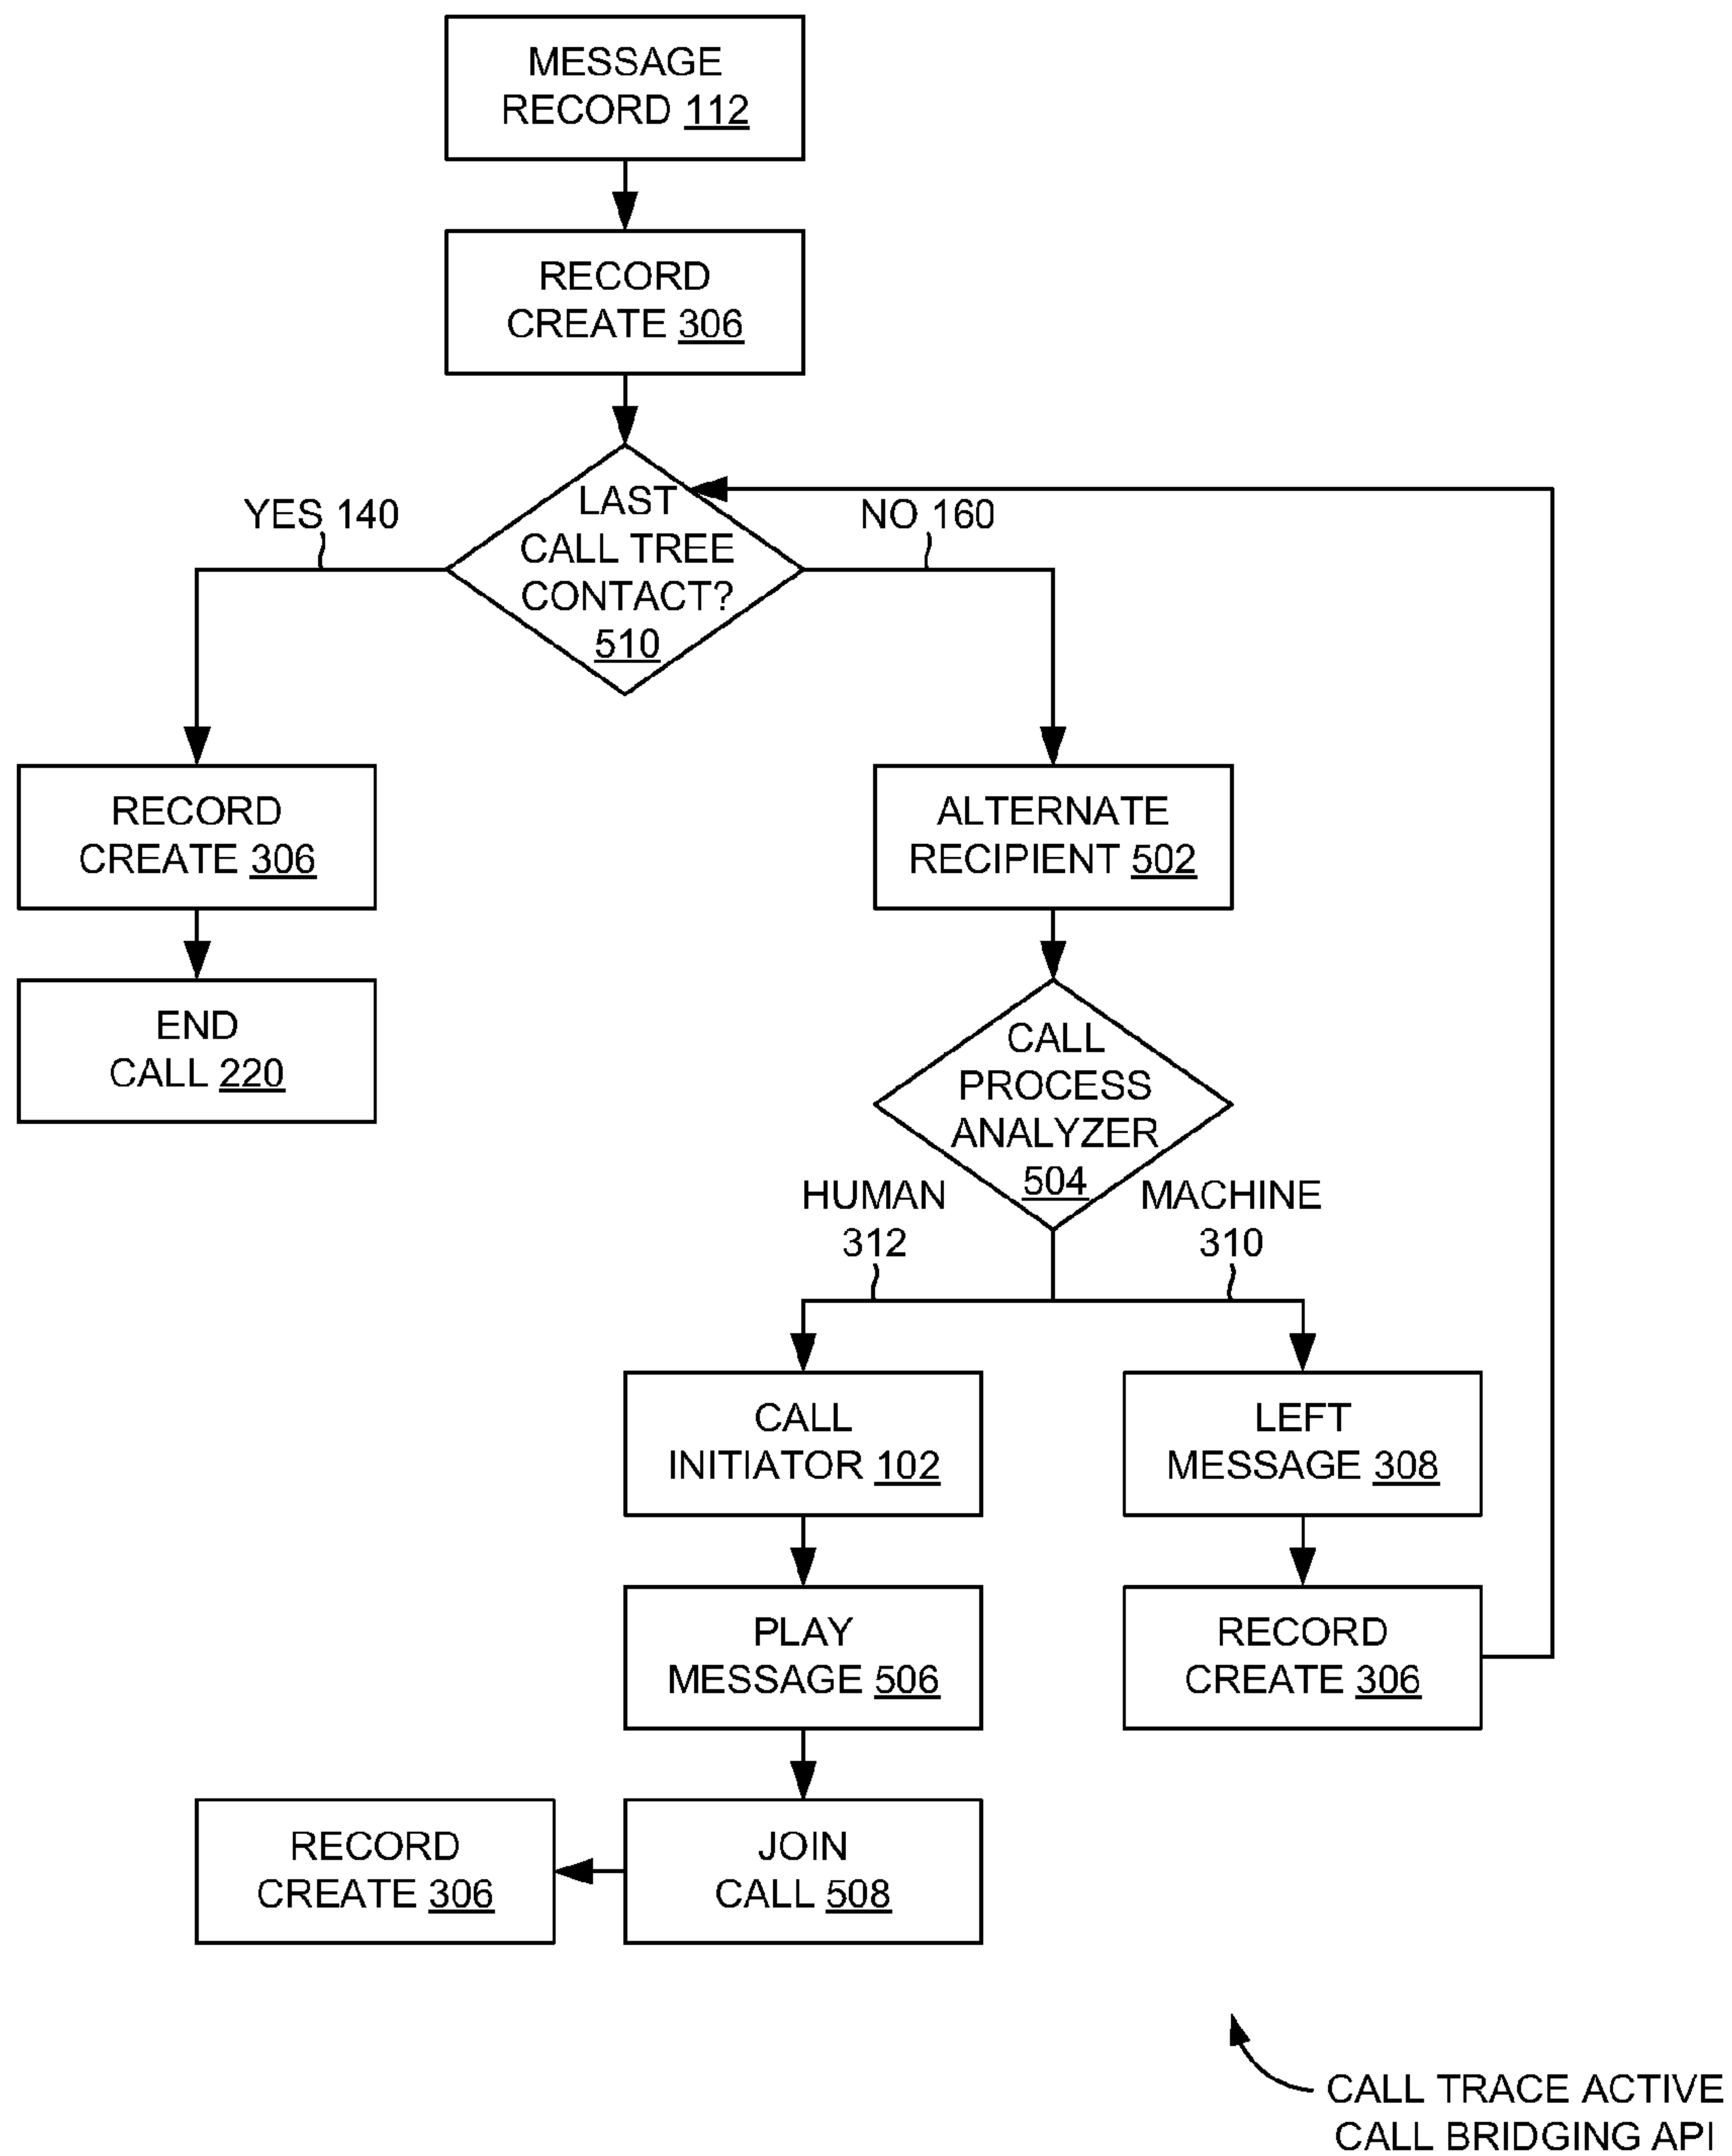 MESSAGE
RECORD 112
RECORD
CREATE 306
YES 140
LAST
CALL TREE
CONTACT?
510
NO 160
RECORD
CREATE 306
ALTERNATE
RECIPIENT 502
END
CALL 220
CALL
PROCESS
ANALYZER
504
HUMAN
312
MACHINE
310
CALL
INITIATOR 102
LEFT
MESSAGE 308
PLAY
MESSAGE 506
RECORD
CREATE 306
RECORD
CREATE 306
JOIN
CALL 508
CALL TRACE ACTIVE
CALL BRIDGING API